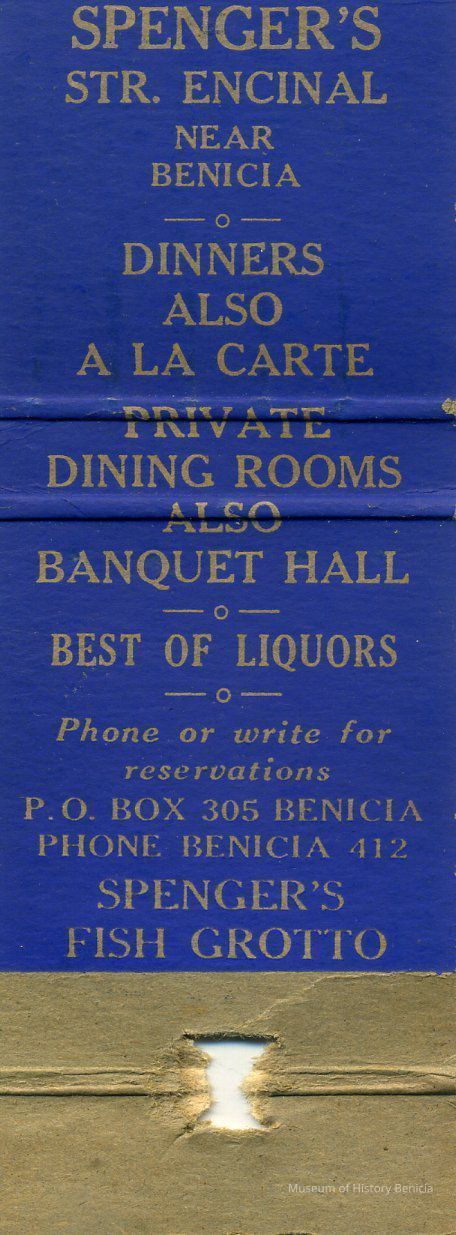 SPENGER'S
STR. ENCINAL
NEAR
BENICIA
DINNERS
ALSO
A LA CARTE
PRIVATE
DINING ROOMS
ALSO
BANQUET HALL
BEST OF LIQUORS
Phone or write for
reservations
P.O. BOX 305 BENICIA
PHONE BENICIA 412
SPENGER'S
FISH GROTTO
Museum of History Benicia